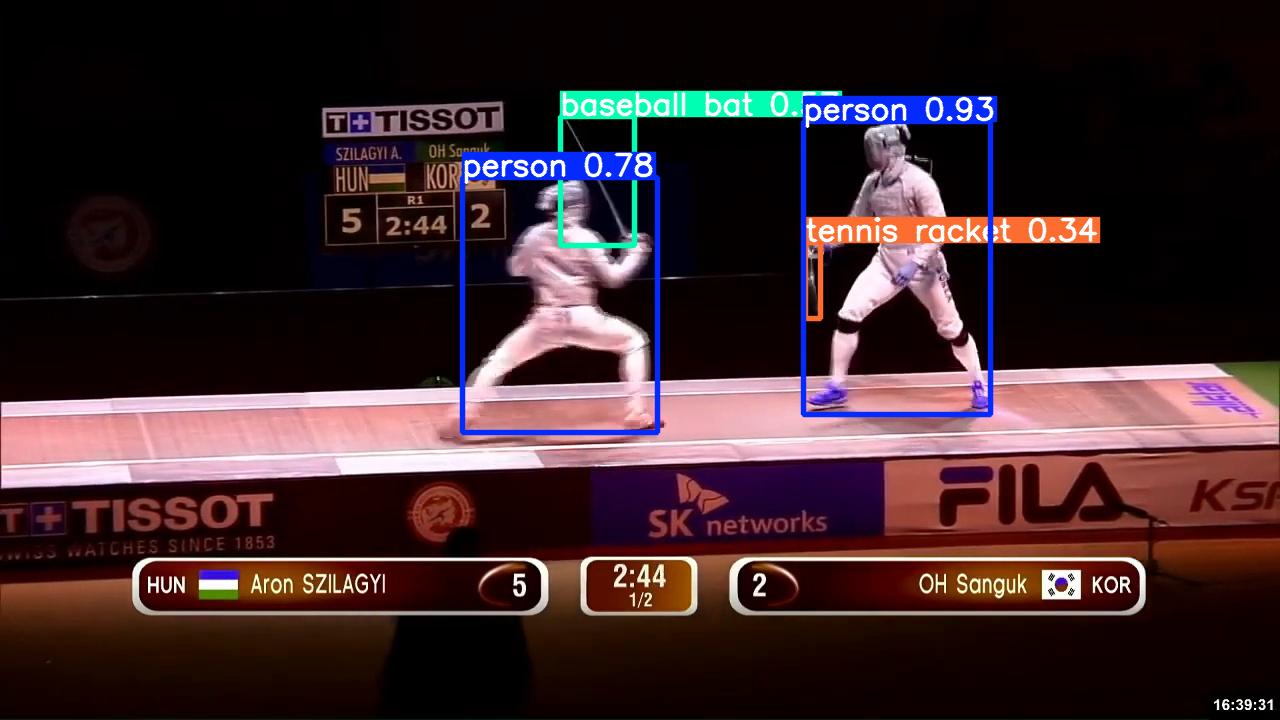 baseball bat 0.
person 0.93
TISSOT
SZILAGYI A. OH Sanguk
person 0.78
HUN KOR
R1
5 2:44 2
tennis racket 0.34
TISSOT
SWISS WATCHES SINCE 1853
SK networks
FILA
HUN Aron SZILAGYI 5 2:44 2 OH Sanguk KOR
1/2
16:39:31